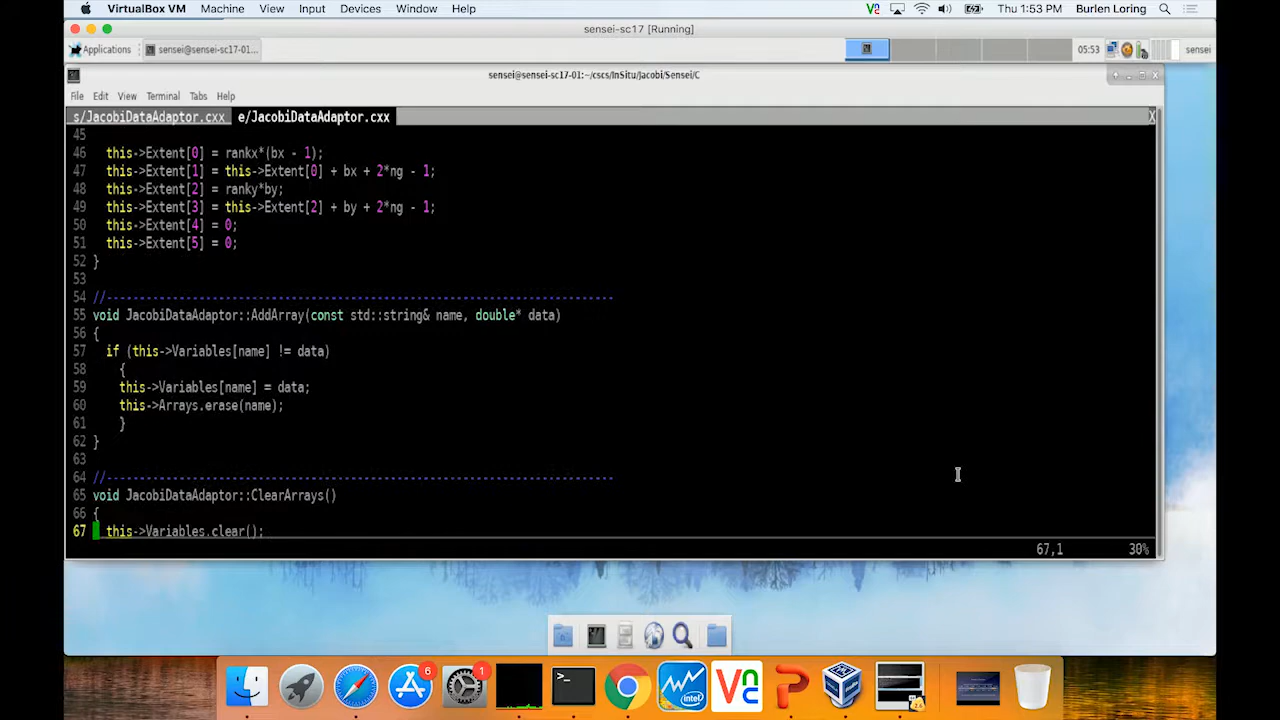 VirtualBox VM Machine View Input Devices Window Help Thu 1:53 PM Burlen Loring
sensei-sc17 [Running]
Applications sensei@sensei-sc17-01:... 05:53 sensei
sensei@sensei-sc17-01:~/cscs/InSitu/Jacobi/Sensei/C
File Edit View Terminal Tabs Help
s/JacobiDataAdaptor.cxx e/JacobiDataAdaptor.cxx X
45
46 this->Extent[0] = rankx*(bx - 1);
47 this->Extent[1] = this->Extent[0] + bx + 2*ng - 1;
48 this->Extent[2] = ranky*by;
49 this->Extent[3] = this->Extent[2] + by + 2*ng - 1;
50 this->Extent[4] = 0;
51 this->Extent[5] = 0;
52 }
53
54 //-----------------------------------------------------------------------------
55 void JacobiDataAdaptor::AddArray(const std::string& name, double* data)
56 {
57 if (this->Variables[name] != data)
58 {
59 this->Variables[name] = data;
60 this->Arrays.erase(name);
61 }
62 }
63
64 //-----------------------------------------------------------------------------
65 void JacobiDataAdaptor::ClearArrays()
66 {
67 this->Variables.clear();
67,1 30%
6 1
>_ intel